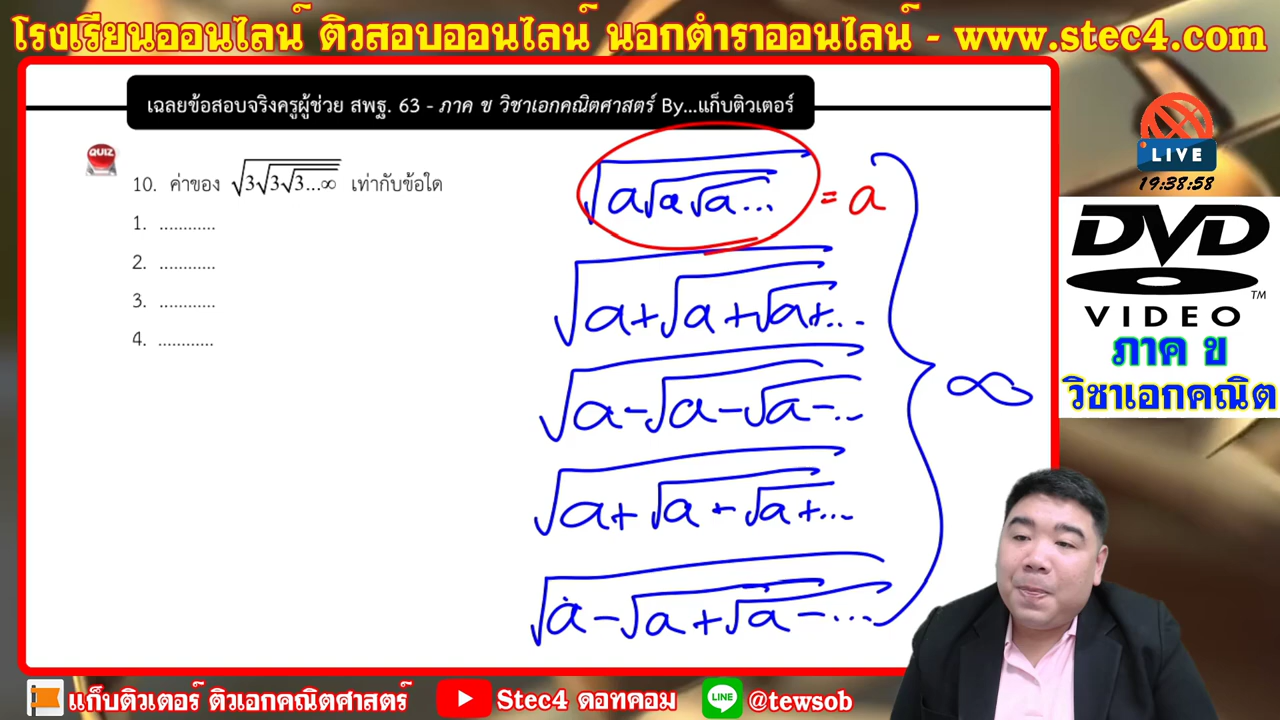 โรงเรียนออนไลน์ ติวสอบออนไลน์ นอกตำราออนไลน์ - www.stec4.com
เฉลยข้อสอบจริงครูผู้ช่วย สพฐ. 63 - ภาค ข วิชาเอกคณิตศาสตร์ By...แก็บติวเตอร์
QUIZ
10. ค่าของ √3√3√3...∞ เท่ากับข้อใด
1. ............
2. ............
3. ............
4. ............
√a√a√a... = a
√a+√a+√a+...
√a-√a-√a-...
√a+√a+√a+...
√a-√a+√a-...
∞
LIVE
19:38:58
DVD
TM
VIDEO
ภาค ข
วิชาเอกคณิต
แก็บติวเตอร์ ติวเอกคณิตศาสตร์
Stec4 ดอทคอม
LINE
@tewsob